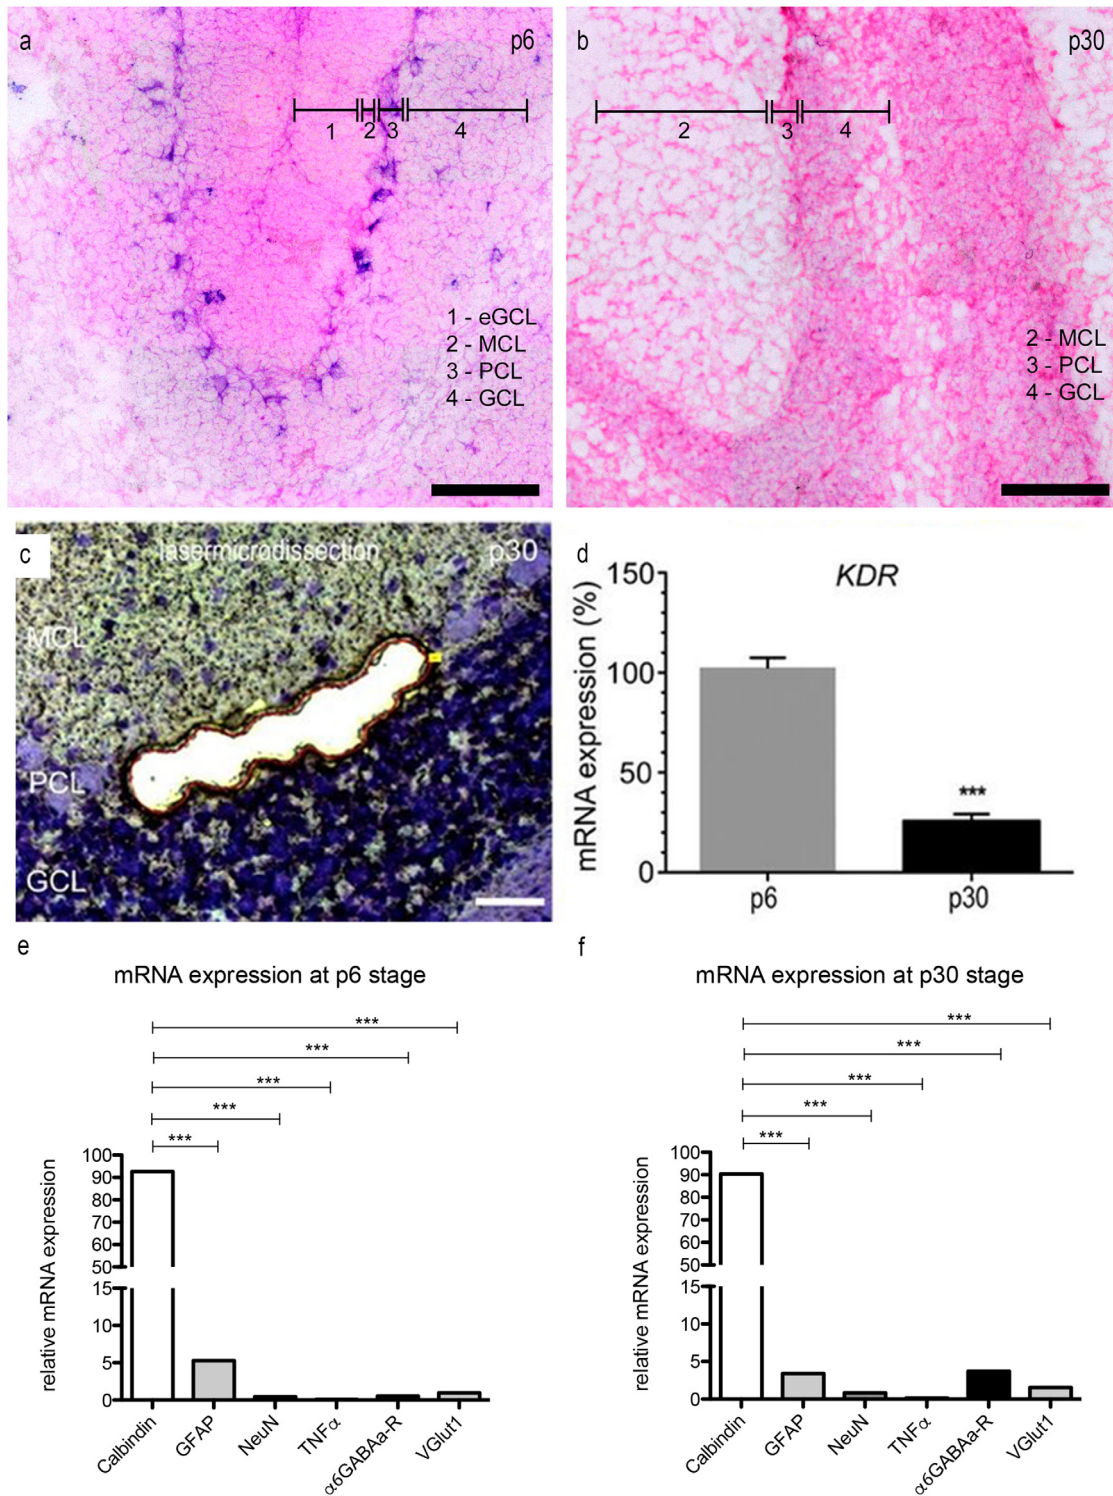 a
p6
1
2
3
4
1 - eGCL
2 - MCL
3 - PCL
4 - GCL
b
p30
2
3
4
2 - MCL
3 - PCL
4 - GCL
c
lasermicrodissection
p30
MCL
PCL
GCL
d
KDR
mRNA expression (%)
150
100
50
0
***
p6
p30
e
mRNA expression at p6 stage
***
***
***
***
***
relative mRNA expression
100
90
80
70
60
50
15
10
5
0
Calbindin
GFAP
NeuN
TNFα
α6GABAa-R
VGlut1
f
mRNA expression at p30 stage
***
***
***
***
***
relative mRNA expression
100
90
80
70
60
50
15
10
5
0
Calbindin
GFAP
NeuN
TNFα
α6GABAa-R
VGlut1